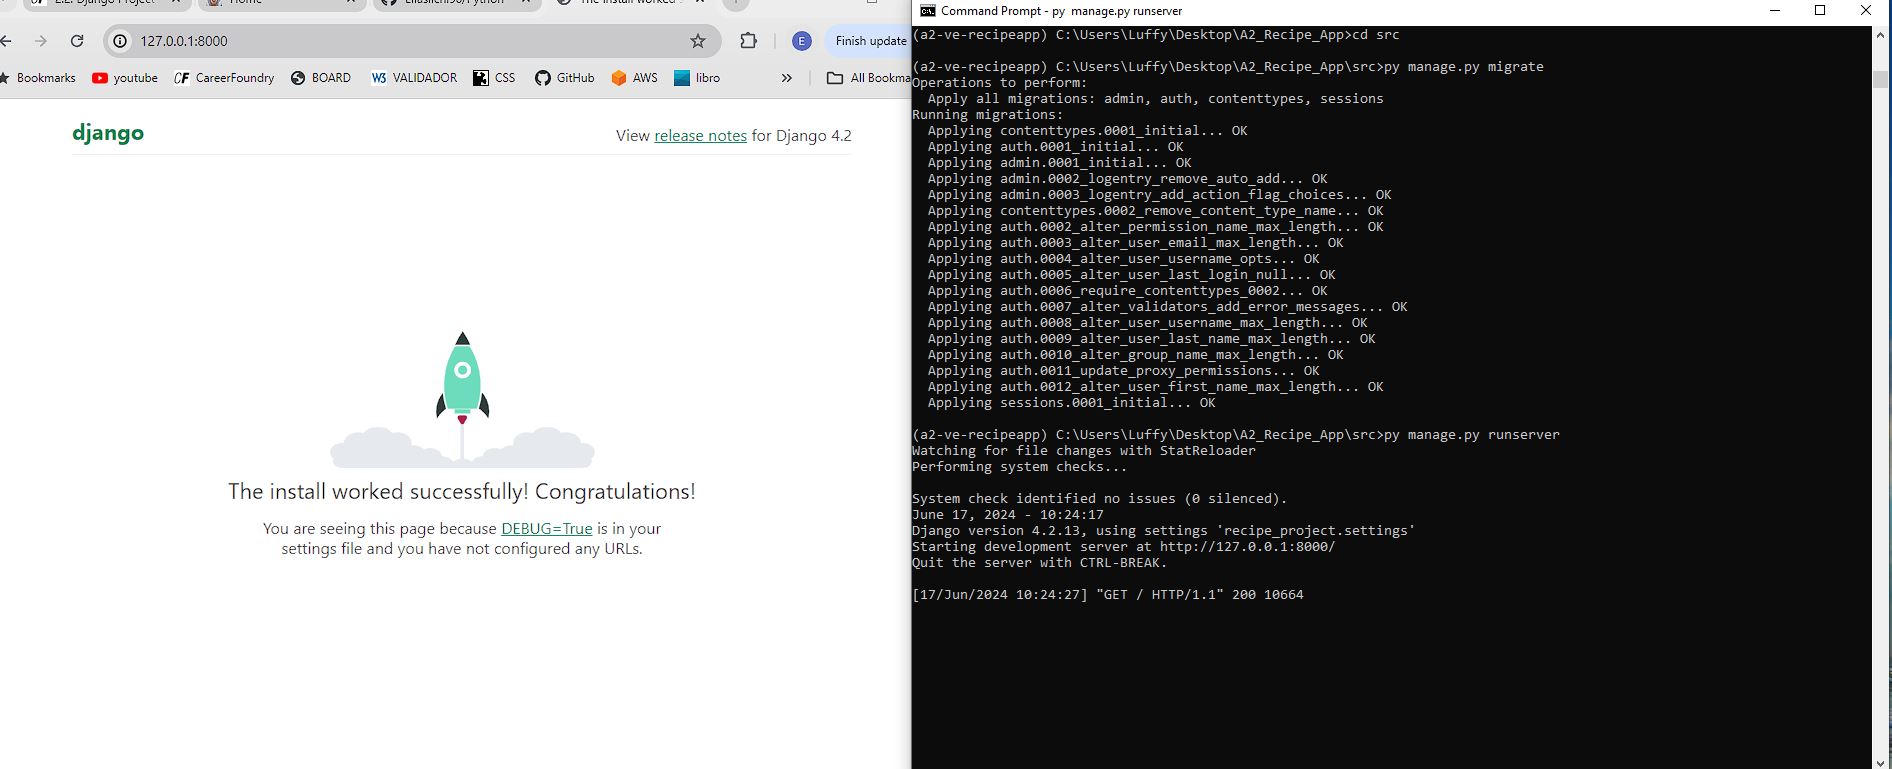 2.2: Django Project
Home
The install worked s
127.0.0.1:8000
E
Finish update
Bookmarks
youtube
CF
CareerFoundry
BOARD
W3
VALIDADOR
CSS
GitHub
AWS
libro
»
All Bookma
django
View release notes for Django 4.2
The install worked successfully! Congratulations!
You are seeing this page because DEBUG=True is in your
settings file and you have not configured any URLs.
Command Prompt - py  manage.py runserver
(a2-ve-recipeapp) C:\Users\Luffy\Desktop\A2_Recipe_App>cd src
(a2-ve-recipeapp) C:\Users\Luffy\Desktop\A2_Recipe_App\src>py manage.py migrate
Operations to perform:
  Apply all migrations: admin, auth, contenttypes, sessions
Running migrations:
  Applying contenttypes.0001_initial... OK
  Applying auth.0001_initial... OK
  Applying admin.0001_initial... OK
  Applying admin.0002_logentry_remove_auto_add... OK
  Applying admin.0003_logentry_add_action_flag_choices... OK
  Applying contenttypes.0002_remove_content_type_name... OK
  Applying auth.0002_alter_permission_name_max_length... OK
  Applying auth.0003_alter_user_email_max_length... OK
  Applying auth.0004_alter_user_username_opts... OK
  Applying auth.0005_alter_user_last_login_null... OK
  Applying auth.0006_require_contenttypes_0002... OK
  Applying auth.0007_alter_validators_add_error_messages... OK
  Applying auth.0008_alter_user_username_max_length... OK
  Applying auth.0009_alter_user_last_name_max_length... OK
  Applying auth.0010_alter_group_name_max_length... OK
  Applying auth.0011_update_proxy_permissions... OK
  Applying auth.0012_alter_user_first_name_max_length... OK
  Applying sessions.0001_initial... OK
(a2-ve-recipeapp) C:\Users\Luffy\Desktop\A2_Recipe_App\src>py manage.py runserver
Watching for file changes with StatReloader
Performing system checks...
System check identified no issues (0 silenced).
June 17, 2024 - 10:24:17
Django version 4.2.13, using settings 'recipe_project.settings'
Starting development server at http://127.0.0.1:8000/
Quit the server with CTRL-BREAK.
[17/Jun/2024 10:24:27] "GET / HTTP/1.1" 200 10664